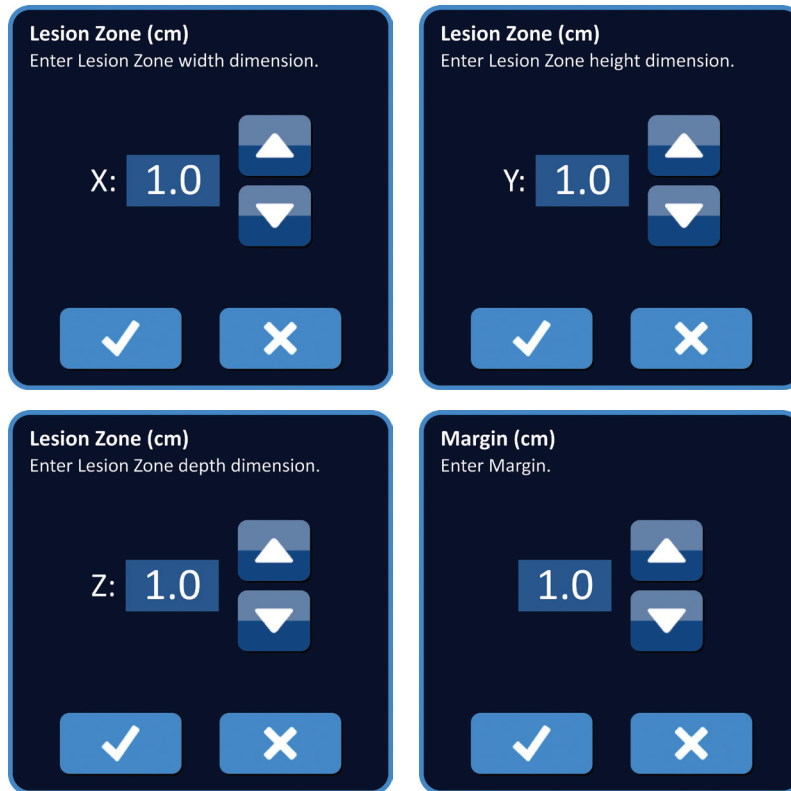 Lesion Zone (cm)
Enter Lesion Zone width dimension.
X: 1.0
Lesion Zone (cm)
Enter Lesion Zone height dimension.
Y: 1.0
Lesion Zone (cm)
Enter Lesion Zone depth dimension.
Z: 1.0
Margin (cm)
Enter Margin.
1.0